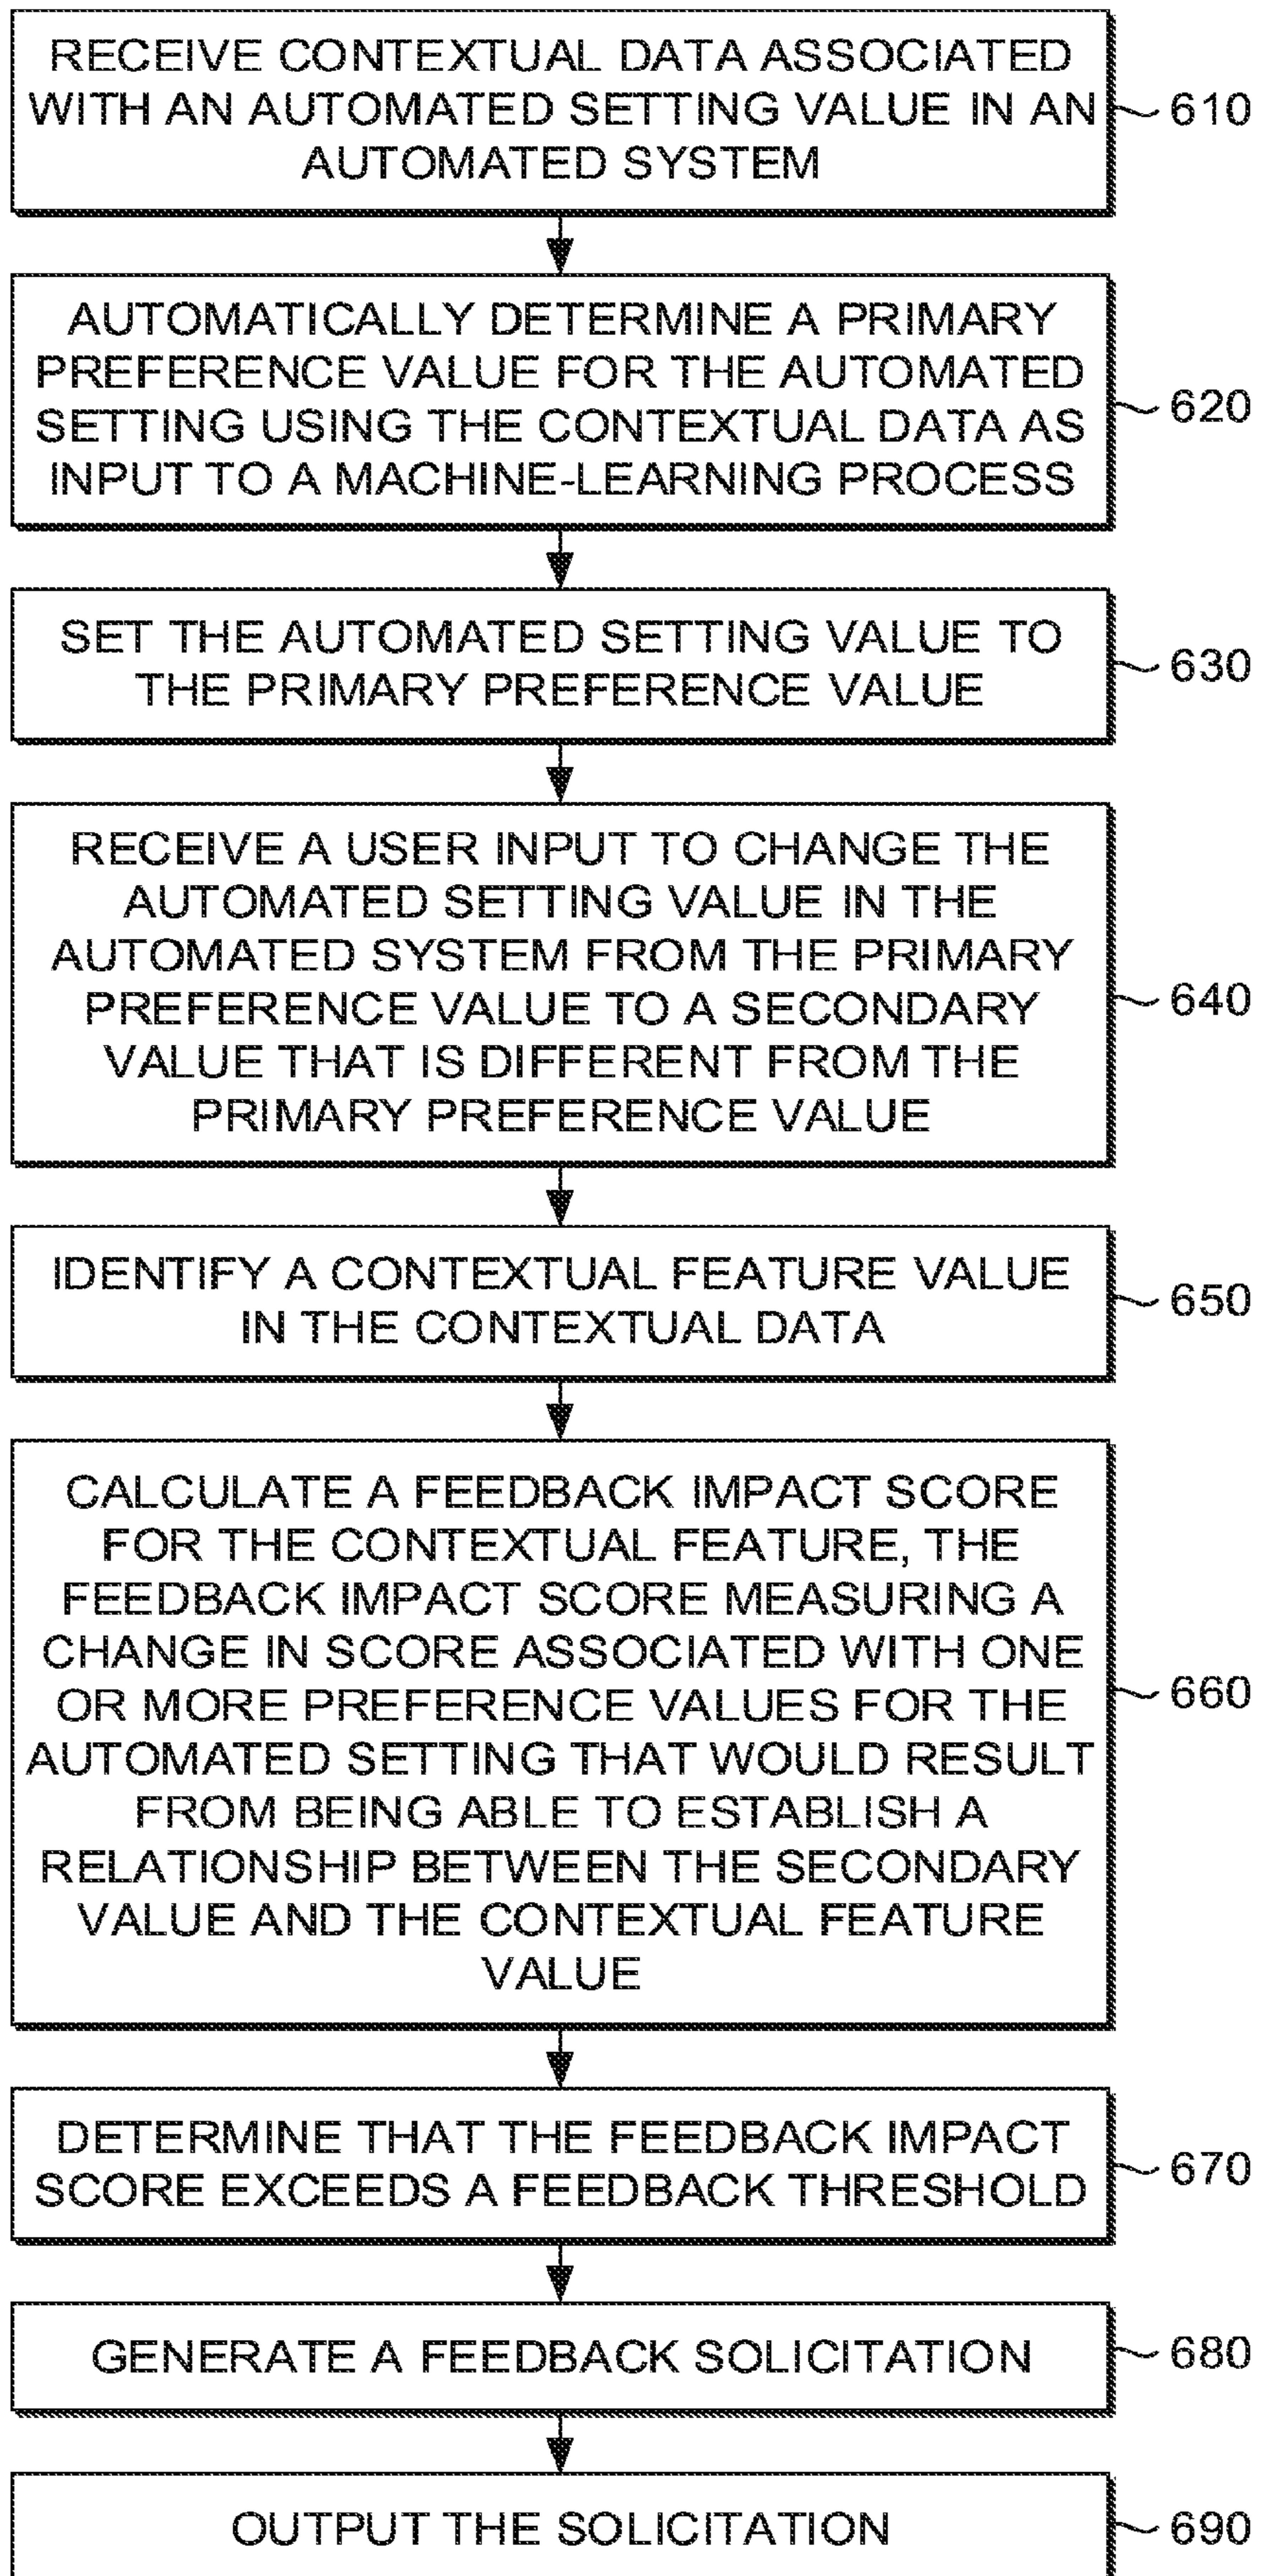 RECEIVE CONTEXTUAL DATA ASSOCIATED
WITH AN AUTOMATED SETTING VALUE IN AN
AUTOMATED SYSTEM
610
AUTOMATICALLY DETERMINE A PRIMARY
PREFERENCE VALUE FOR THE AUTOMATED
SETTING USING THE CONTEXTUAL DATA AS
INPUT TO A MACHINE-LEARNING PROCESS
620
SET THE AUTOMATED SETTING VALUE TO
THE PRIMARY PREFERENCE VALUE
630
RECEIVE A USER INPUT TO CHANGE THE
AUTOMATED SETTING VALUE IN THE
AUTOMATED SYSTEM FROM THE PRIMARY
PREFERENCE VALUE TO A SECONDARY
VALUE THAT IS DIFFERENT FROM THE
PRIMARY PREFERENCE VALUE
640
IDENTIFY A CONTEXTUAL FEATURE VALUE
IN THE CONTEXTUAL DATA
650
CALCULATE A FEEDBACK IMPACT SCORE
FOR THE CONTEXTUAL FEATURE, THE
FEEDBACK IMPACT SCORE MEASURING A
CHANGE IN SCORE ASSOCIATED WITH ONE
OR MORE PREFERENCE VALUES FOR THE
AUTOMATED SETTING THAT WOULD RESULT
FROM BEING ABLE TO ESTABLISH A
RELATIONSHIP BETWEEN THE SECONDARY
VALUE AND THE CONTEXTUAL FEATURE
VALUE
660
DETERMINE THAT THE FEEDBACK IMPACT
SCORE EXCEEDS A FEEDBACK THRESHOLD
670
GENERATE A FEEDBACK SOLICITATION
680
OUTPUT THE SOLICITATION
690